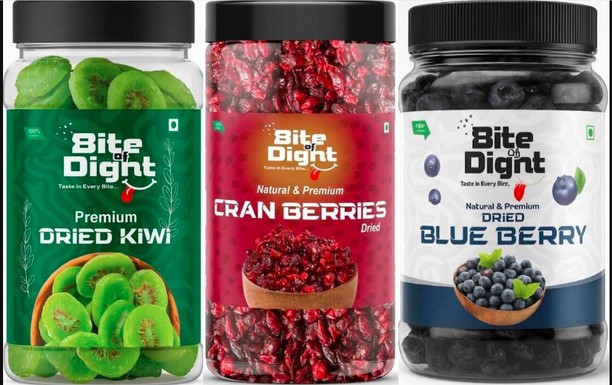 100%
Bite
of
Dight
Taste in Every Bite...
Premium
DRIED KIWI
Bite
of
Dight
Taste in Every Bite...
Natural & Premium
CRAN BERRIES
Dried
Bite
of
Dight
Taste in Every Bite,
Natural & Premium
DRIED
BLUE BERRY